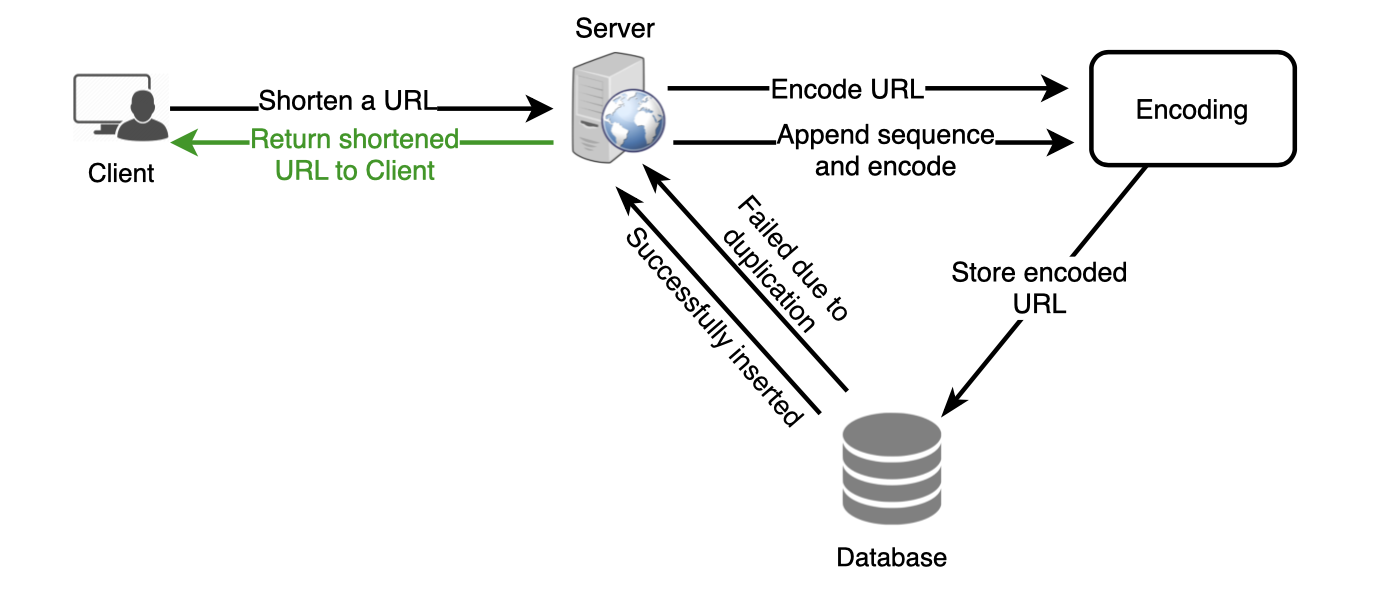 Server
Shorten a URL
Return shortened
URL to Client
Client
Encode URL
Append sequence
and encode
Encoding
Failed due to
duplication
Successfully inserted
Store encoded
URL
Database